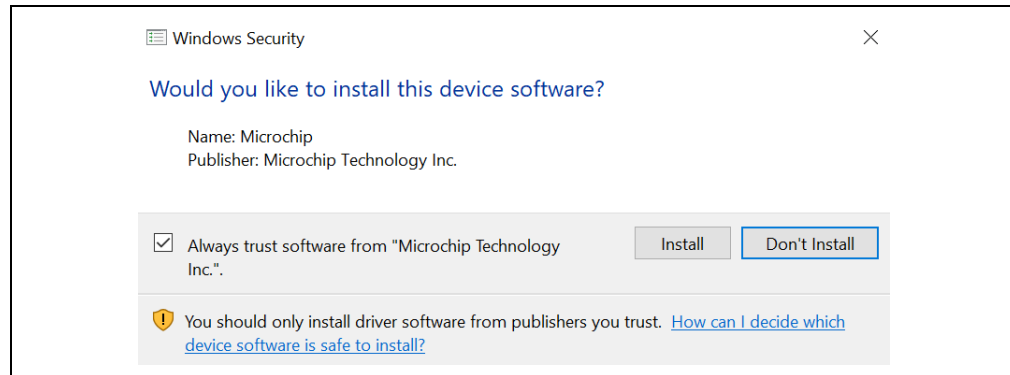 Windows Security
Would you like to install this device software?
Name: Microchip
Publisher: Microchip Technology Inc.
Always trust software from "Microchip Technology
Inc.".
Install
Don't Install
You should only install driver software from publishers you trust. How can I decide which
device software is safe to install?